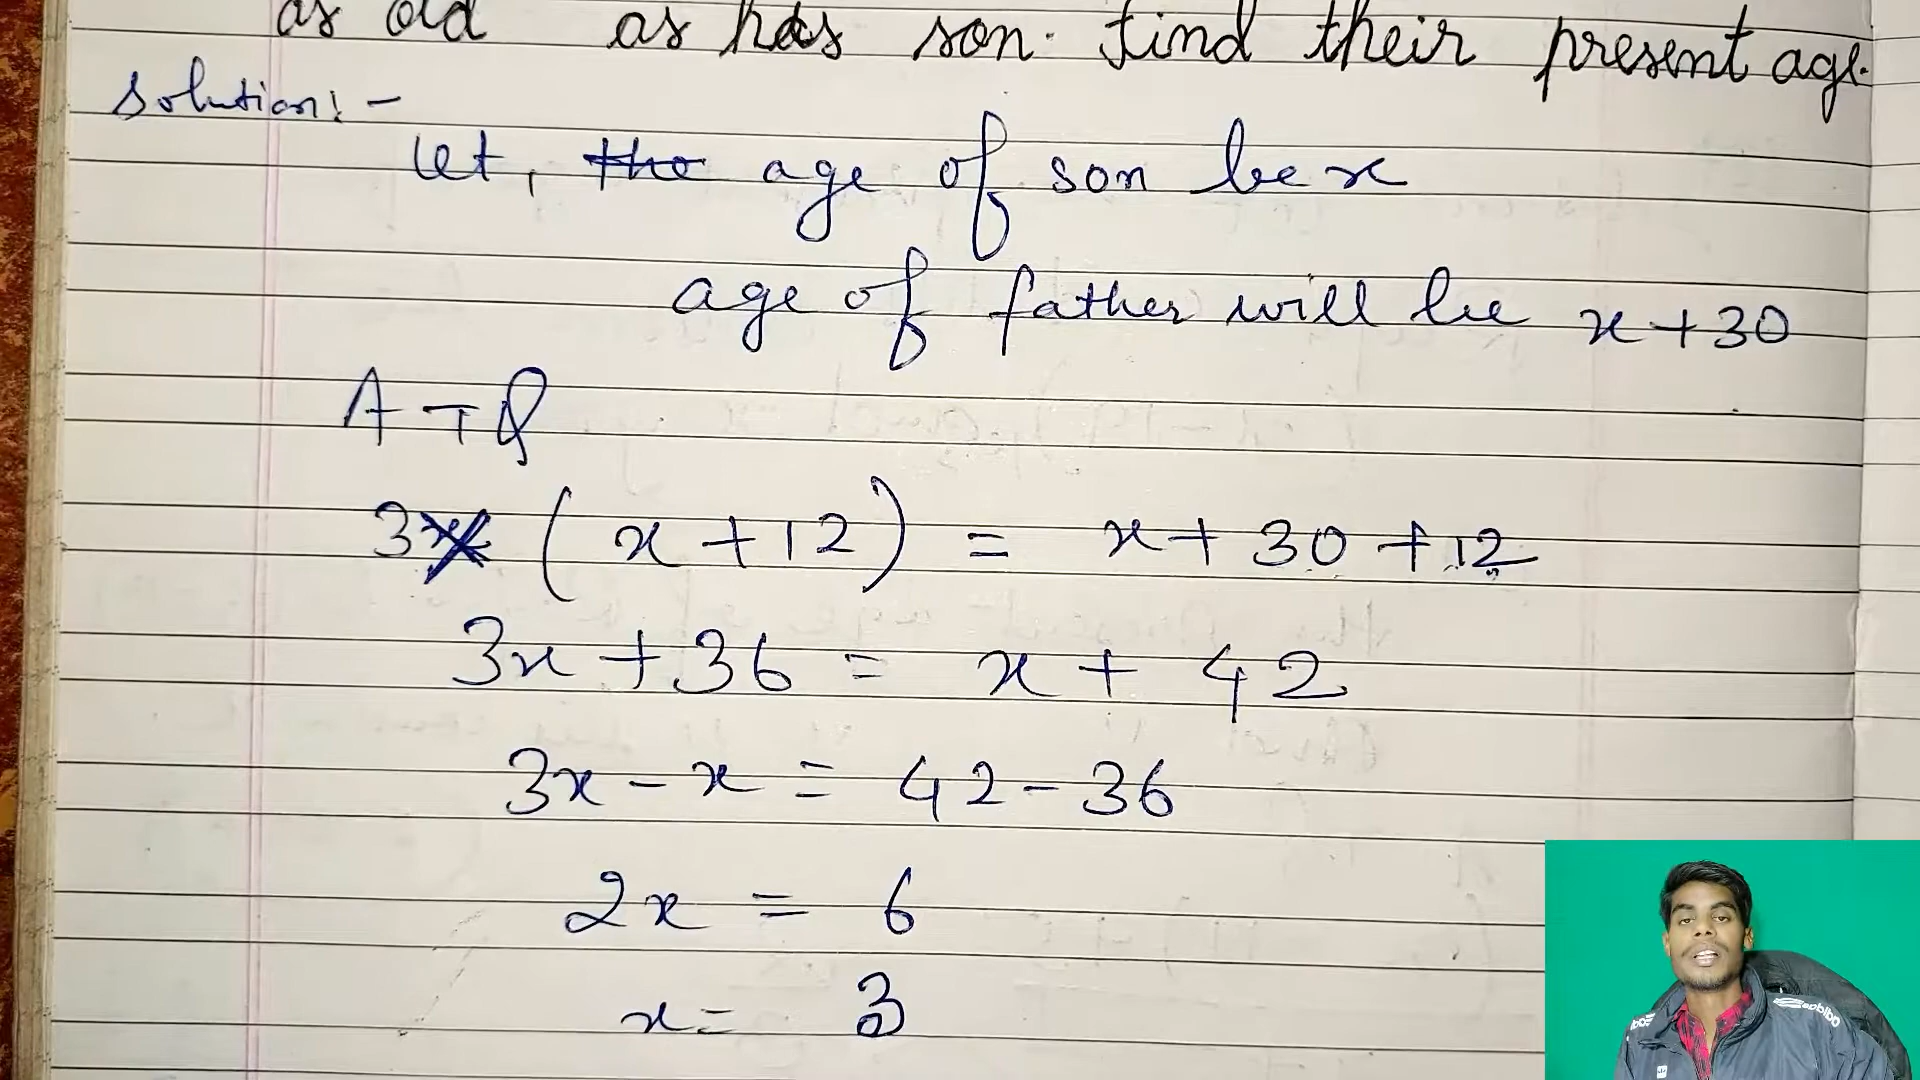 as old as his son. find their present age.
Solution:-
let, the age of son be x
age of father will be x+30
ATQ
3 (x+12) = x+30+12
3x+36 = x+42
3x-x = 42-36
2x = 6
x = 3